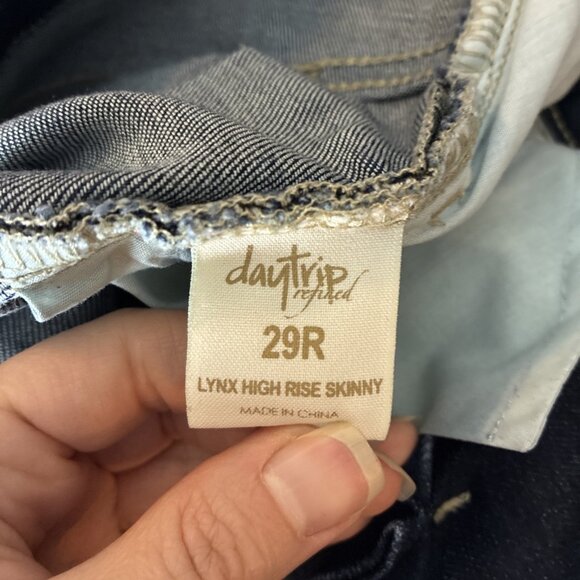 daytrip
refined
29R
LYNX HIGH RISE SKINNY
MADE IN CHINA